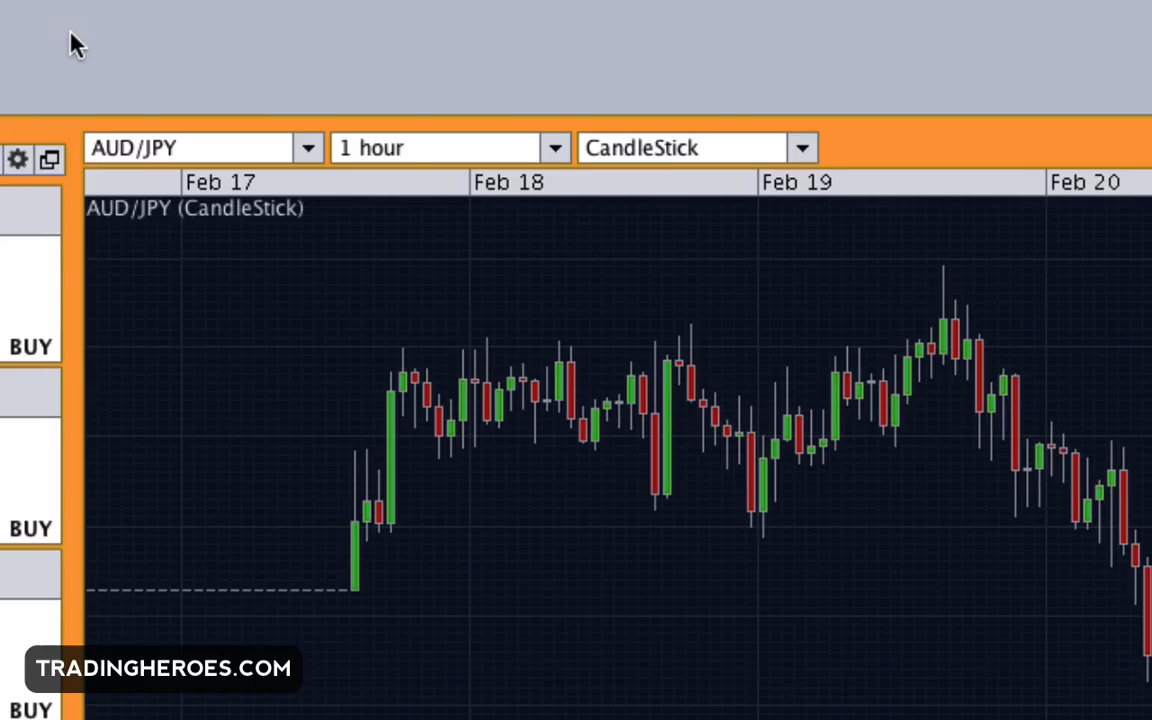 AUD/JPY 1 hour CandleStick
Feb 17 Feb 18 Feb 19 Feb 20
AUD/JPY (CandleStick)
BUY
BUY
BUY
TRADINGHEROES.COM